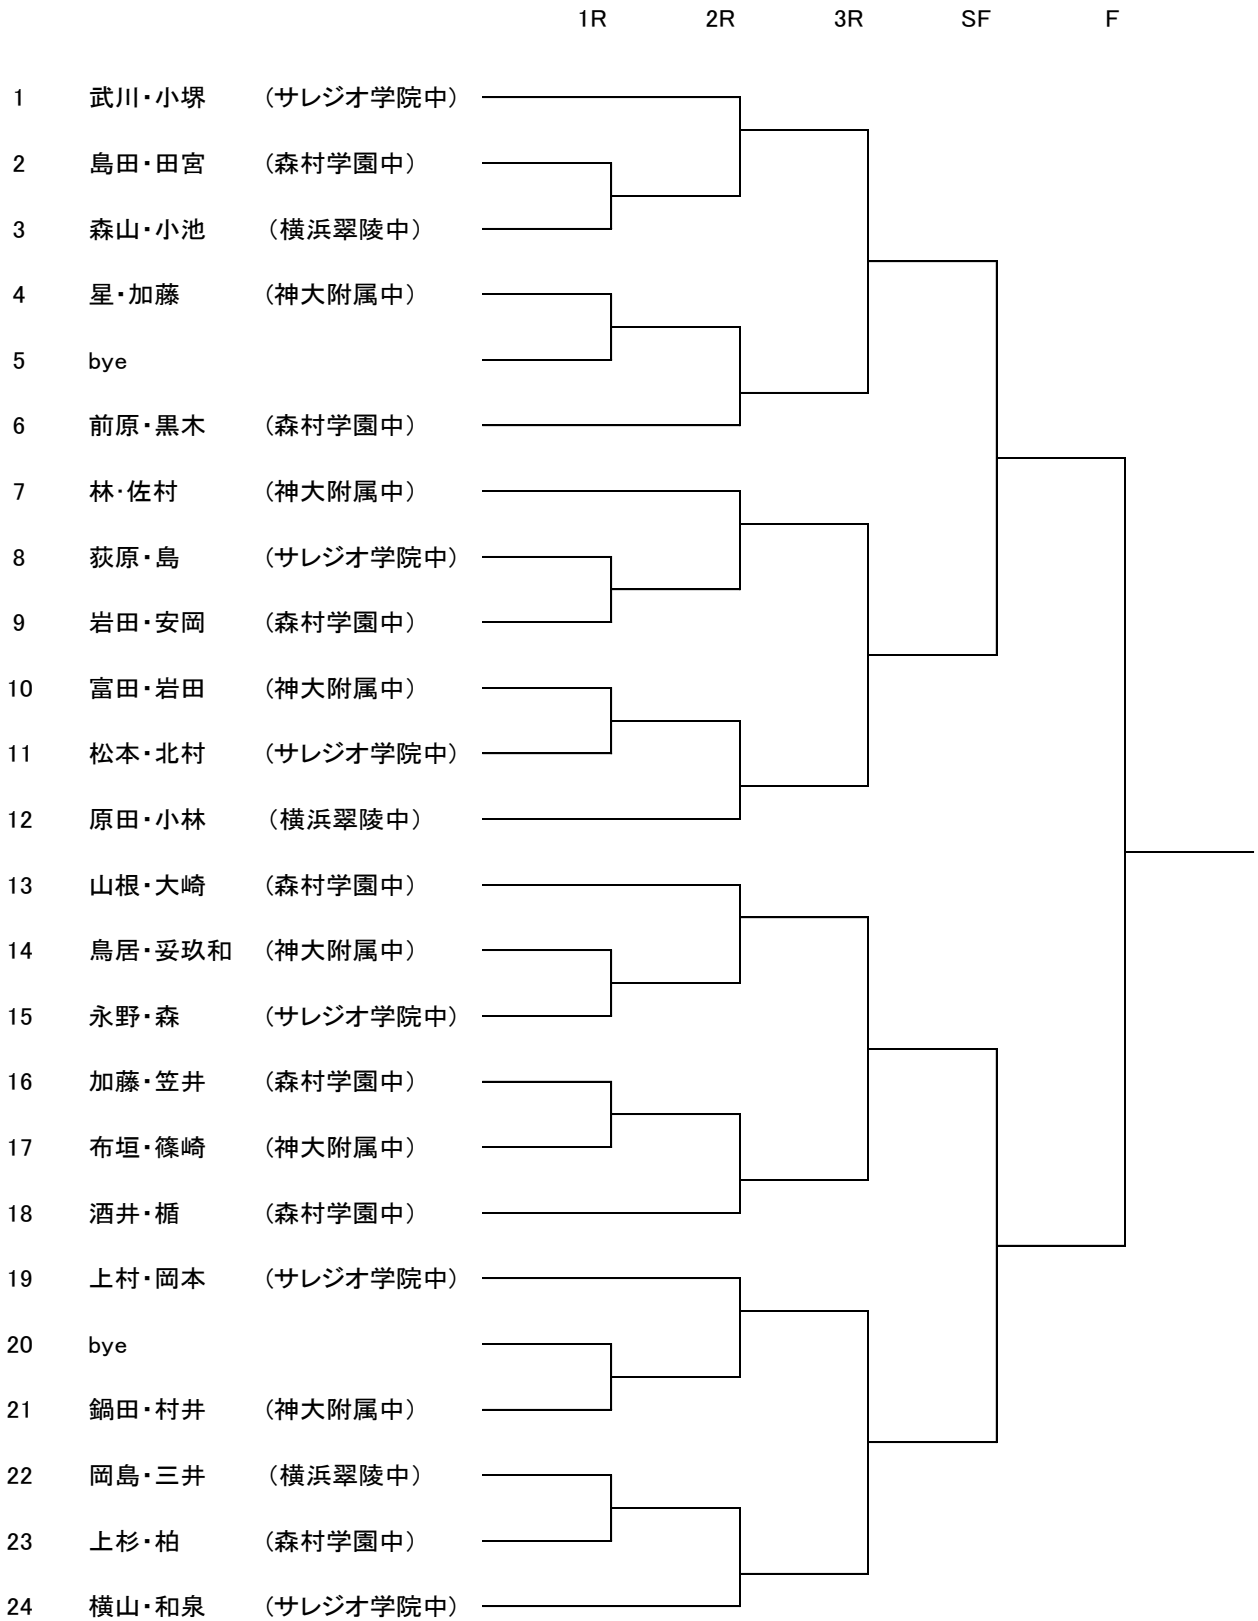 1R 2R 3R SF F
1 武川・小堺 (サレジオ学院中)
2 島田・田宮 (森村学園中)
3 森山・小池 (横浜翠陵中)
4 星・加藤 (神大附属中)
5 bye
6 前原・黒木 (森村学園中)
7 林・佐村 (神大附属中)
8 荻原・島 (サレジオ学院中)
9 岩田・安岡 (森村学園中)
10 富田・岩田 (神大附属中)
11 松本・北村 (サレジオ学院中)
12 原田・小林 (横浜翠陵中)
13 山根・大崎 (森村学園中)
14 鳥居・妥玖和 (神大附属中)
15 永野・森 (サレジオ学院中)
16 加藤・笠井 (森村学園中)
17 布垣・篠崎 (神大附属中)
18 酒井・楯 (森村学園中)
19 上村・岡本 (サレジオ学院中)
20 bye
21 鍋田・村井 (神大附属中)
22 岡島・三井 (横浜翠陵中)
23 上杉・柏 (森村学園中)
24 横山・和泉 (サレジオ学院中)